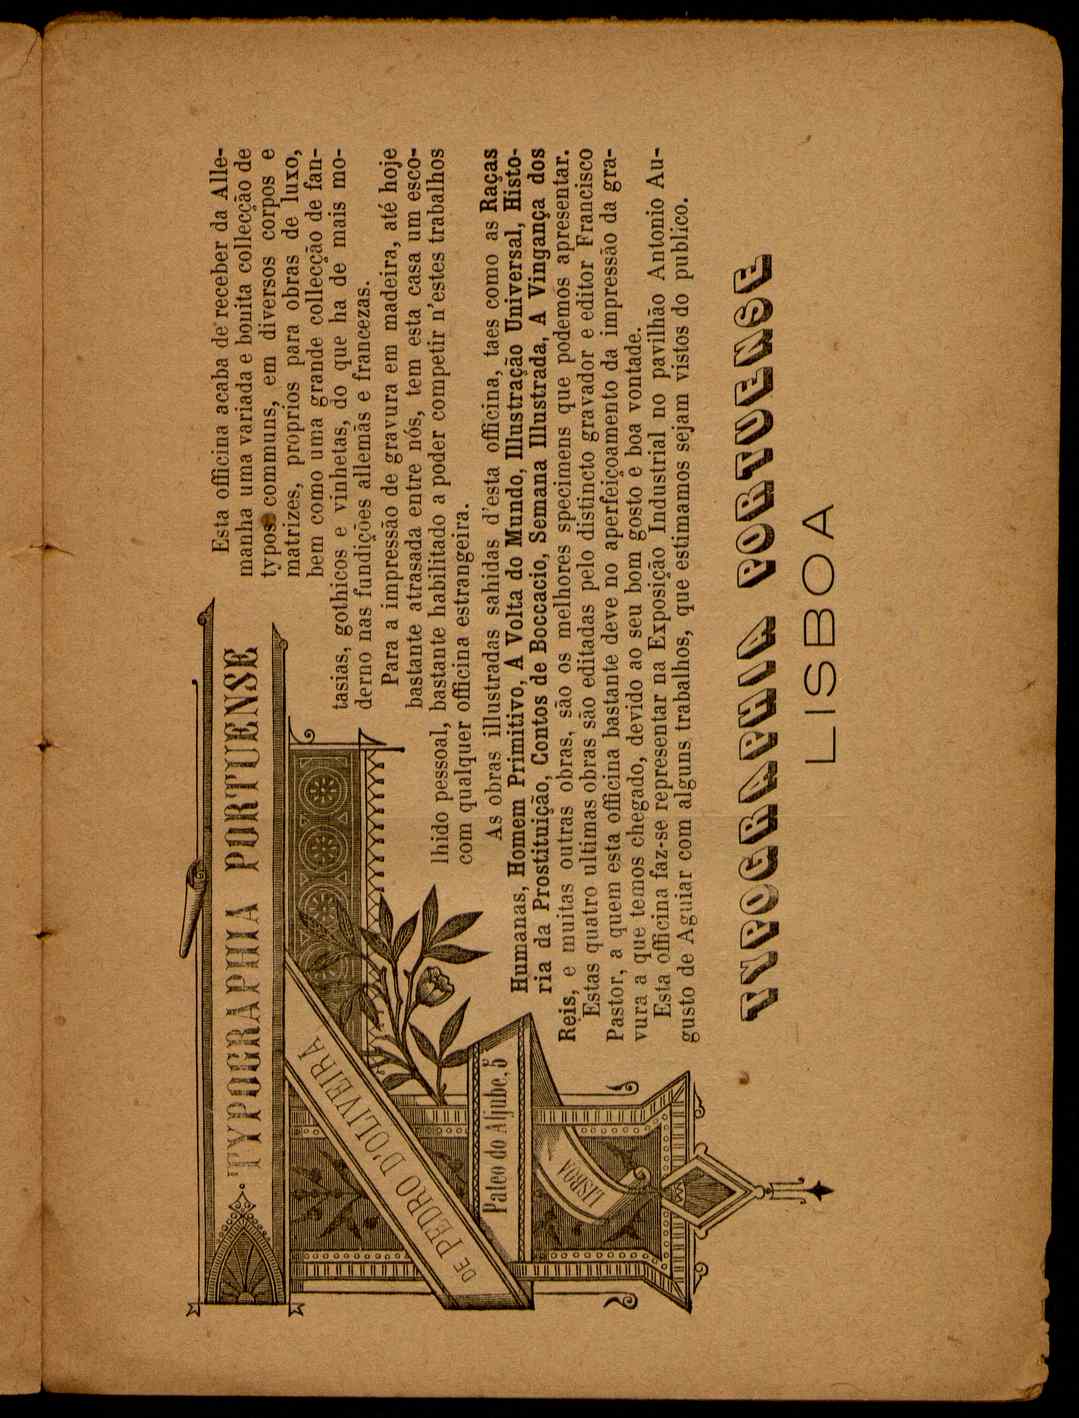 TYPOGRAPHIA PORTUENSE
DE PEDRO D'OLIVEIRA
Pateo do Aljube, 5
LISBOA
Esta officina acaba de receber da Alle-
manha uma variada e bonita collecção de
typos communs, em diversos corpos e
matrizes, proprios para obras de luxo,
bem como uma grande collecção de fan-
tasias, gothicos e vinhetas, do que ha de mais mo-
derno nas fundições allemãs e francezas.
Para a impressão de gravura em madeira, até hoje
bastante atrasada entre nós, tem esta casa um esco-
lhido pessoal, bastante habilitado a poder competir n'estes trabalhos
com qualquer officina estrangeira.
As obras illustradas sahidas d'esta officina, taes como as Raças
Humanas, Homem Primitivo, A Volta do Mundo, Illustração Universal, Histo-
ria da Prostituição, Contos de Boccacio, Semana Illustrada, A Vingança dos
Reis, e muitas outras obras, são os melhores specimens que podemos apresentar.
Estas quatro ultimas obras são editadas pelo distincto gravador e editor Francisco
Pastor, a quem esta officina bastante deve no aperfeiçoamento da impressão da gra-
vura a que temos chegado, devido ao seu bom gosto e boa vontade.
Esta officina faz-se representar na Exposição Industrial no pavilhão Antonio Au-
gusto de Aguiar com alguns trabalhos, que estimamos sejam vistos do publico.
TYPOGRAPHIA PORTUENSE
LISBOA